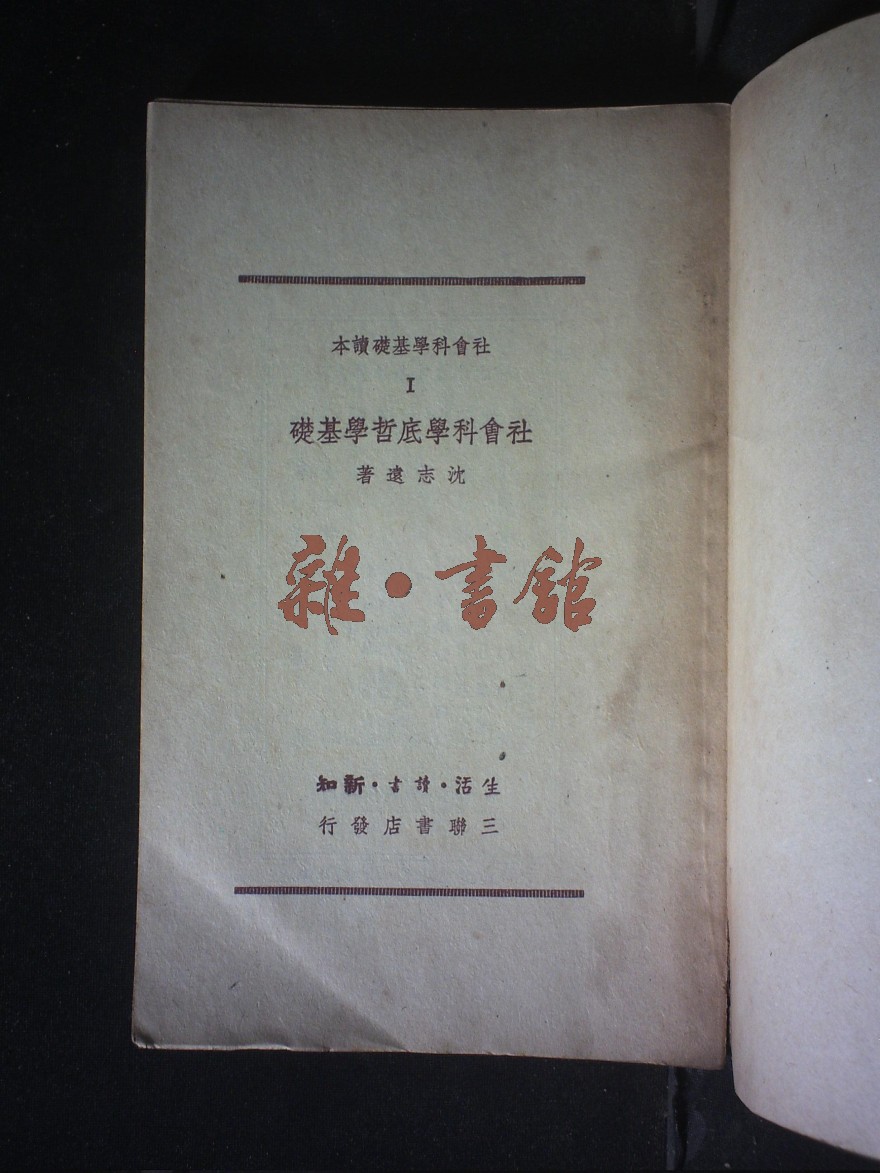 社會科學基礎讀本
I
社會科學底哲學基礎
沈志遠著
雜·書館
生活·讀書·新知
三聯書店發行